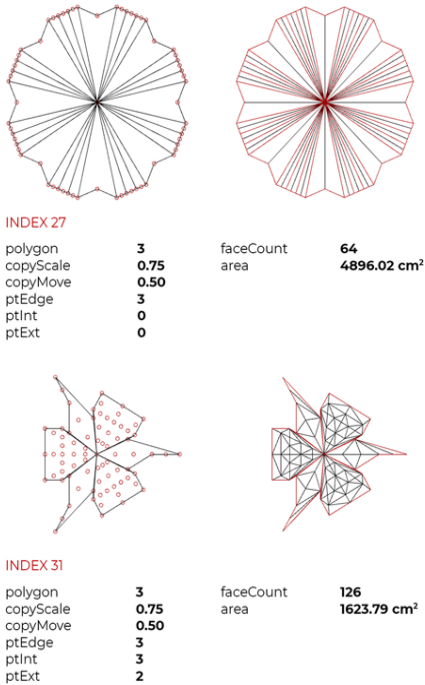 INDEX 27
polygon 3 faceCount 64
copyScale 0.75 area 4896.02 cm²
copyMove 0.50
ptEdge 3
ptInt 0
ptExt 0
INDEX 31
polygon 3 faceCount 126
copyScale 0.75 area 1623.79 cm²
copyMove 0.50
ptEdge 3
ptInt 3
ptExt 2